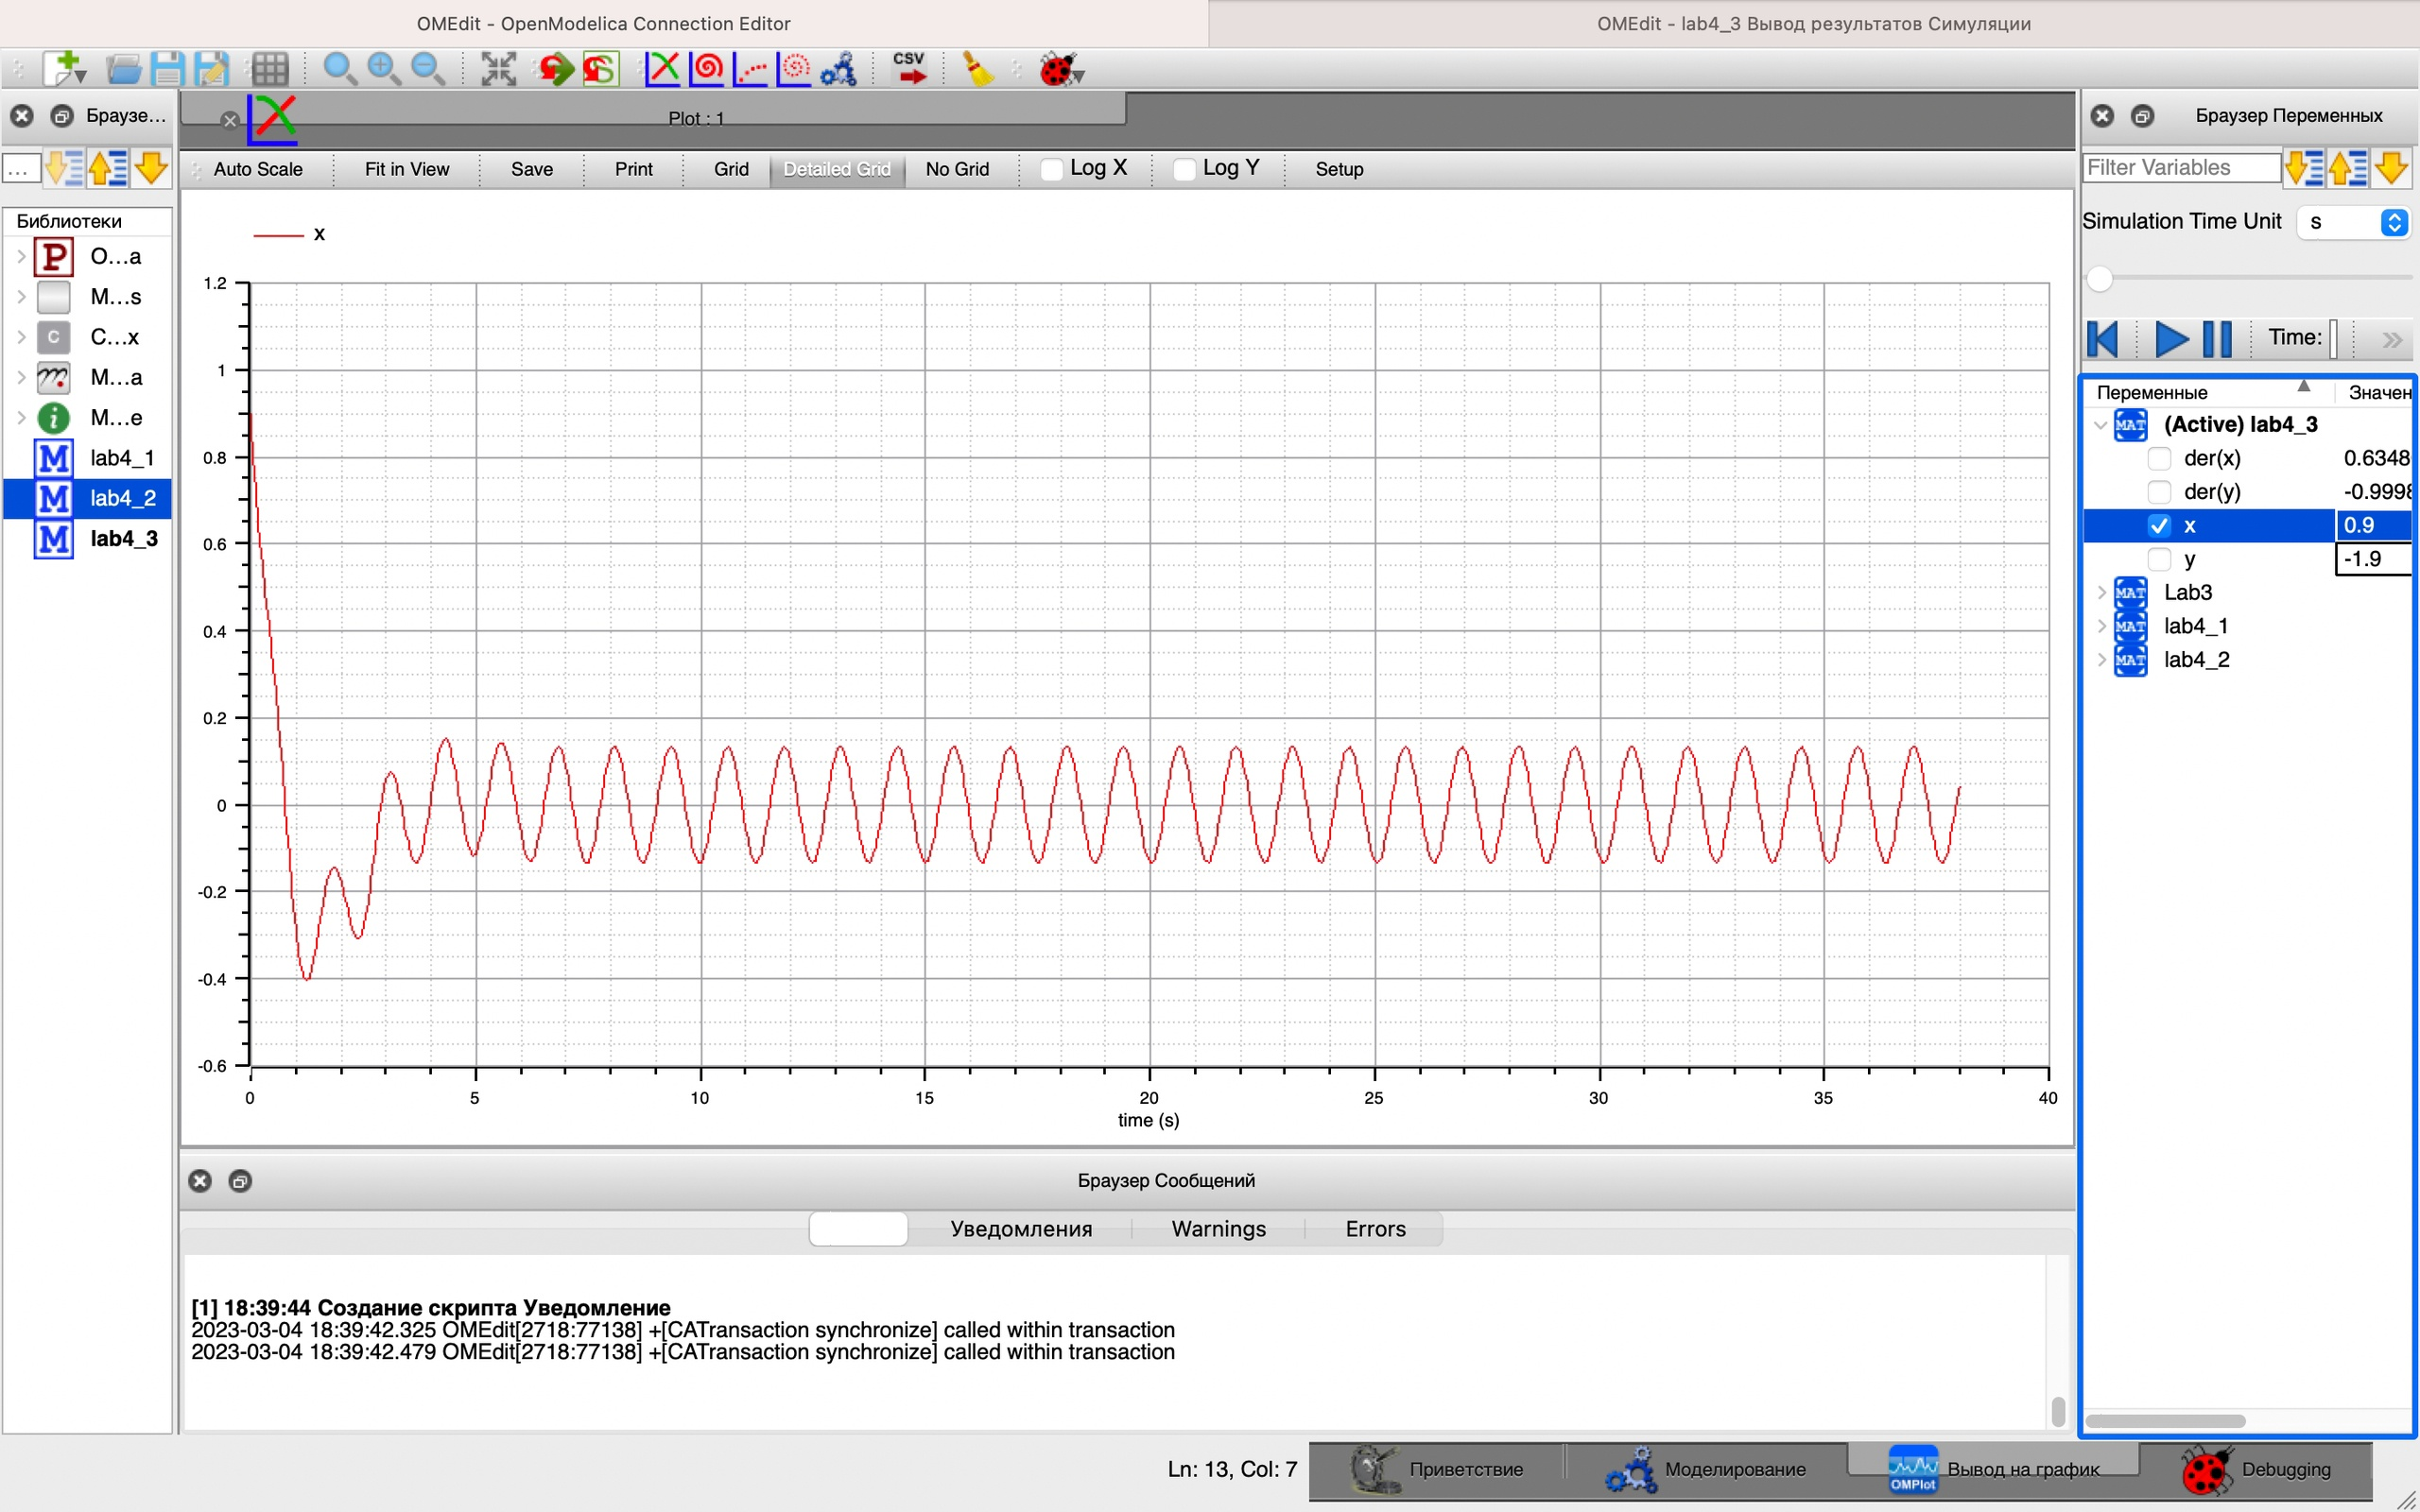 OMEdit - OpenModelica Connection Editor
OMEdit - lab4_3 Вывод результатов Симуляции
CSV
Браузе...
Plot : 1
Браузер Переменных
...
Auto Scale
Fit in View
Save
Print
Grid
Detailed Grid
No Grid
Log X
Log Y
Setup
Filter Variables
Библиотеки
P O...a
M...s
C C...x
M...a
i M...e
M lab4_1
M lab4_2
M lab4_3
x
1.2
1
0.8
0.6
0.4
0.2
0
-0.2
-0.4
-0.6
0 5 10 15 20 25 30 35 40
time (s)
Simulation Time Unit
s
Time:
Переменные
Значен
MAT (Active) lab4_3
der(x) 0.6348
der(y) -0.9998
x 0.9
y -1.9
MAT Lab3
MAT lab4_1
MAT lab4_2
Браузер Сообщений
Уведомления
Warnings
Errors
[1] 18:39:44 Создание скрипта Уведомление
2023-03-04 18:39:42.325 OMEdit[2718:77138] +[CATransaction synchronize] called within transaction
2023-03-04 18:39:42.479 OMEdit[2718:77138] +[CATransaction synchronize] called within transaction
Ln: 13, Col: 7
Приветствие
Моделирование
OMPlot
Вывод на график
Debugging